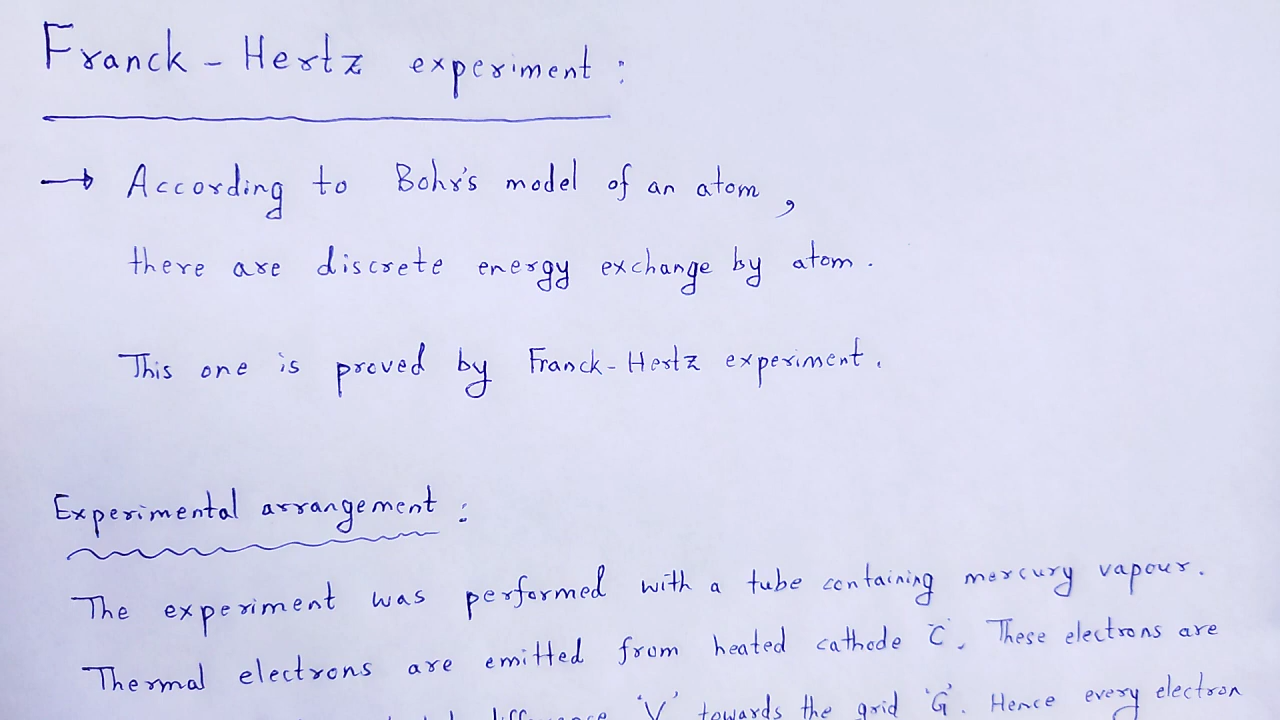 Franck - Hertz experiment :
→ According to Bohr's model of an atom,
there are discrete energy exchange by atom.
This one is proved by Franck-Hertz experiment.
Experimental arrangement :
The experiment was performed with a tube containing mercury vapour.
Thermal electrons are emitted from heated cathode 'C'. These electrons are
difference 'V' towards the grid 'G'. Hence every electron